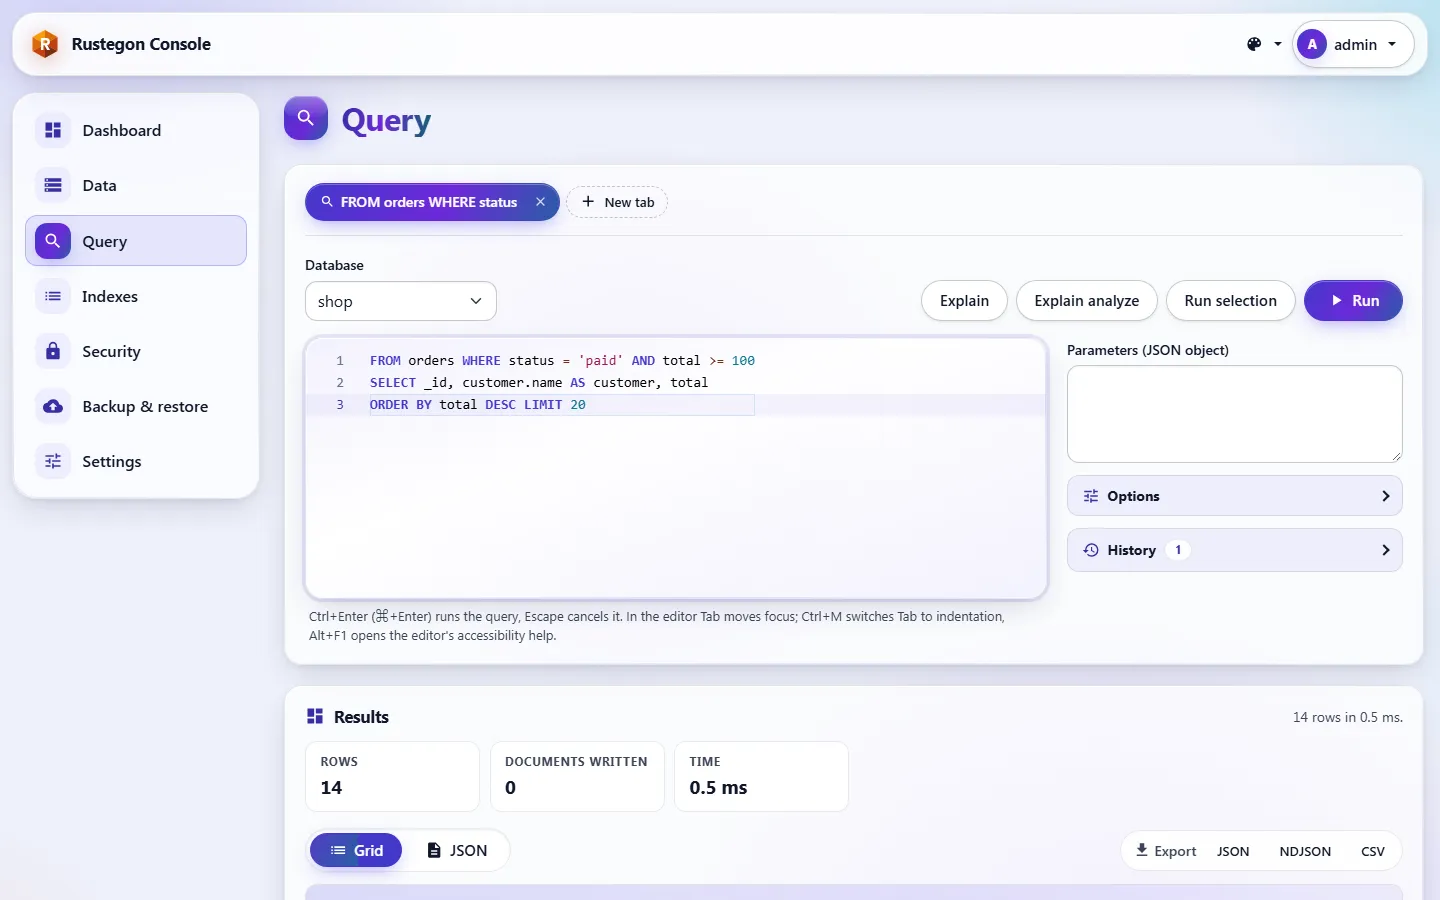 R Rustegon Console
A admin
Dashboard
Data
Query
Indexes
Security
Backup & restore
Settings
Query
FROM orders WHERE status
New tab
Database
shop
Explain
Explain analyze
Run selection
Run
1 FROM orders WHERE status = 'paid' AND total >= 100
2 SELECT _id, customer.name AS customer, total
3 ORDER BY total DESC LIMIT 20
Parameters (JSON object)
Options
History 1
Ctrl+Enter (⌘+Enter) runs the query, Escape cancels it. In the editor Tab moves focus; Ctrl+M switches Tab to indentation,
Alt+F1 opens the editor's accessibility help.
Results
14 rows in 0.5 ms.
ROWS
14
DOCUMENTS WRITTEN
0
TIME
0.5 ms
Grid
JSON
Export JSON NDJSON CSV